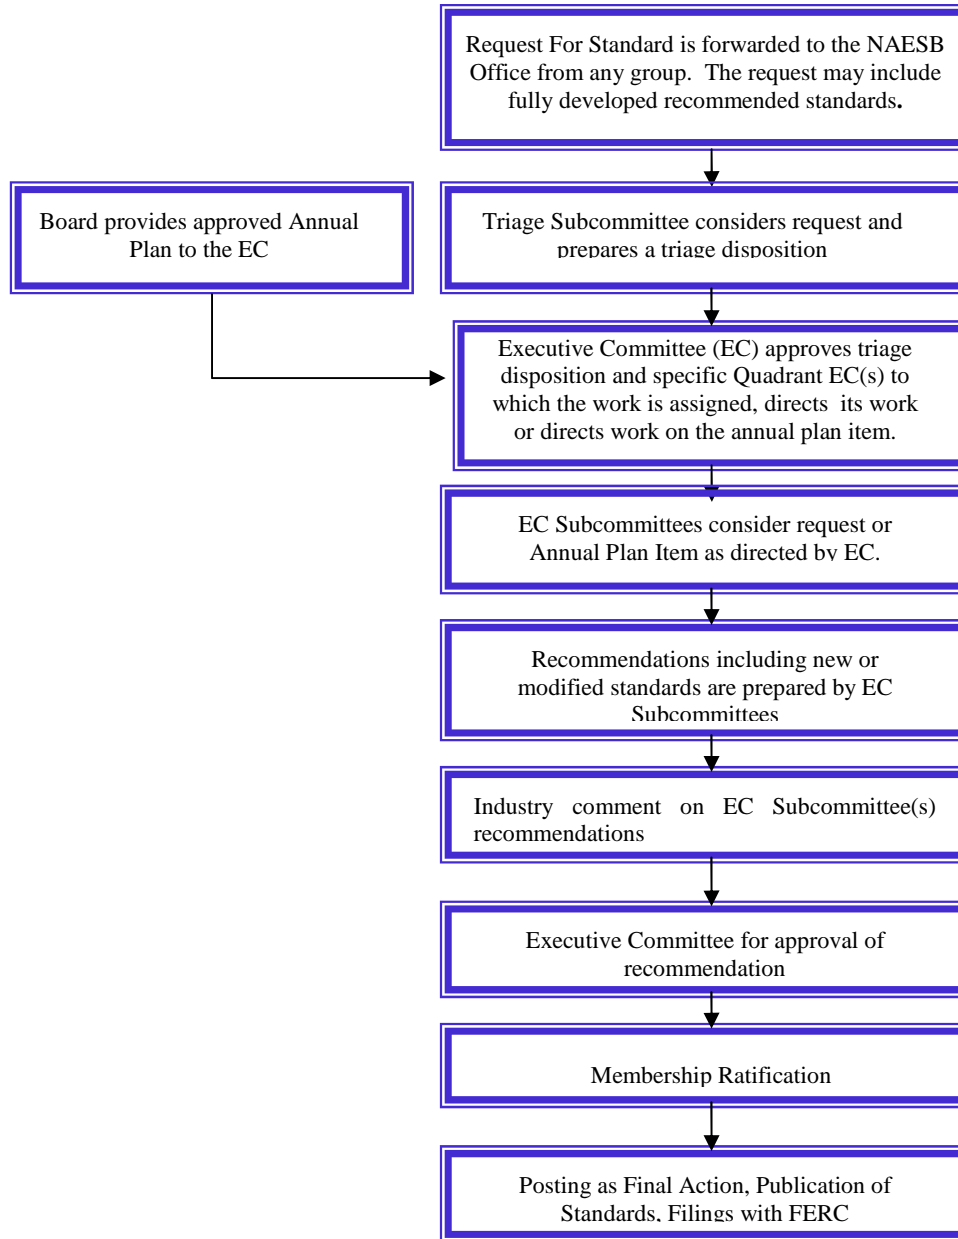 Request For Standard is forwarded to the NAESB
Office from any group. The request may include
fully developed recommended standards.
Board provides approved Annual
Plan to the EC
Triage Subcommittee considers request and
prepares a triage disposition
Executive Committee (EC) approves triage
disposition and specific Quadrant EC(s) to
which the work is assigned, directs its work
or directs work on the annual plan item.
EC Subcommittees consider request or
Annual Plan Item as directed by EC.
Recommendations including new or
modified standards are prepared by EC
Subcommittees
Industry comment on EC Subcommittee(s)
recommendations
Executive Committee for approval of
recommendation
Membership Ratification
Posting as Final Action, Publication of
Standards, Filings with FERC